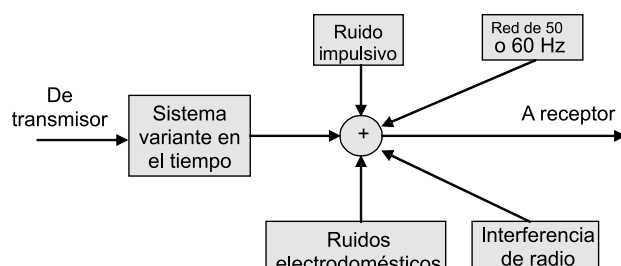 Ruido
impulsivo
Red de 50
o 60 Hz
De
transmisor
Sistema
variante en
el tiempo
+
A receptor
Ruidos
electrodomésticos
Interferencia
de radio